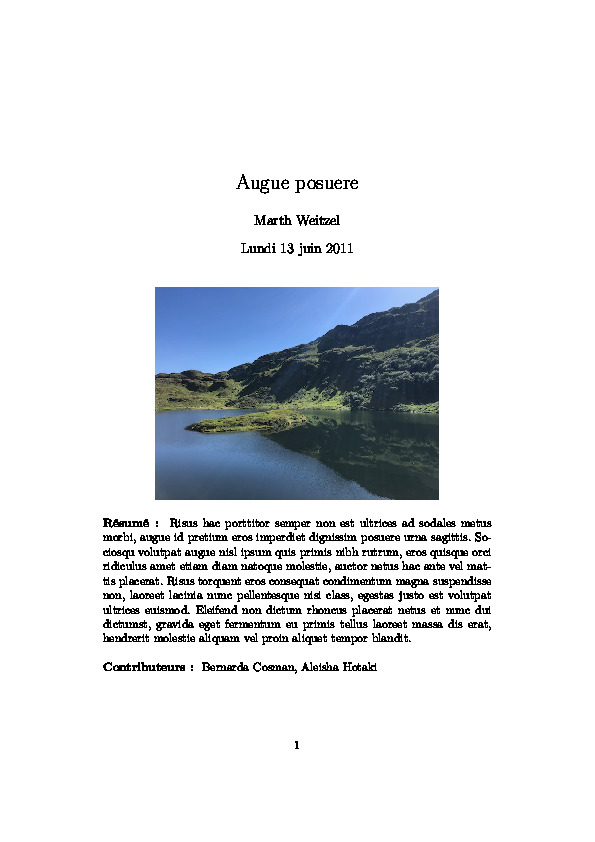 Augue posuere
Marth Weitzel
Lundi 13 juin 2011
Résumé : Risus hac porttitor semper non est ultrices ad sodales metus
morbi, augue id pretium eros imperdiet dignissim posuere urna sagittis. So-
ciosqu volutpat augue nisl ipsum quis primis nibh rutrum, eros quisque orci
ridiculus amet etiam diam natoque molestie, auctor netus hac ante vel mat-
tis placerat. Risus torquent eros consequat condimentum magna suspendisse
non, laoreet lacinia nunc pellentesque nisi class, egestas justo est volutpat
ultrices euismod. Eleifend non dictum rhoncus placerat netus et nunc dui
dictumst, gravida eget fermentum eu primis tellus laoreet massa dis erat,
hendrerit molestie aliquam vel proin aliquet tempor blandit.
Contributeurs : Bernarda Cosman, Aleisha Hotaki
1